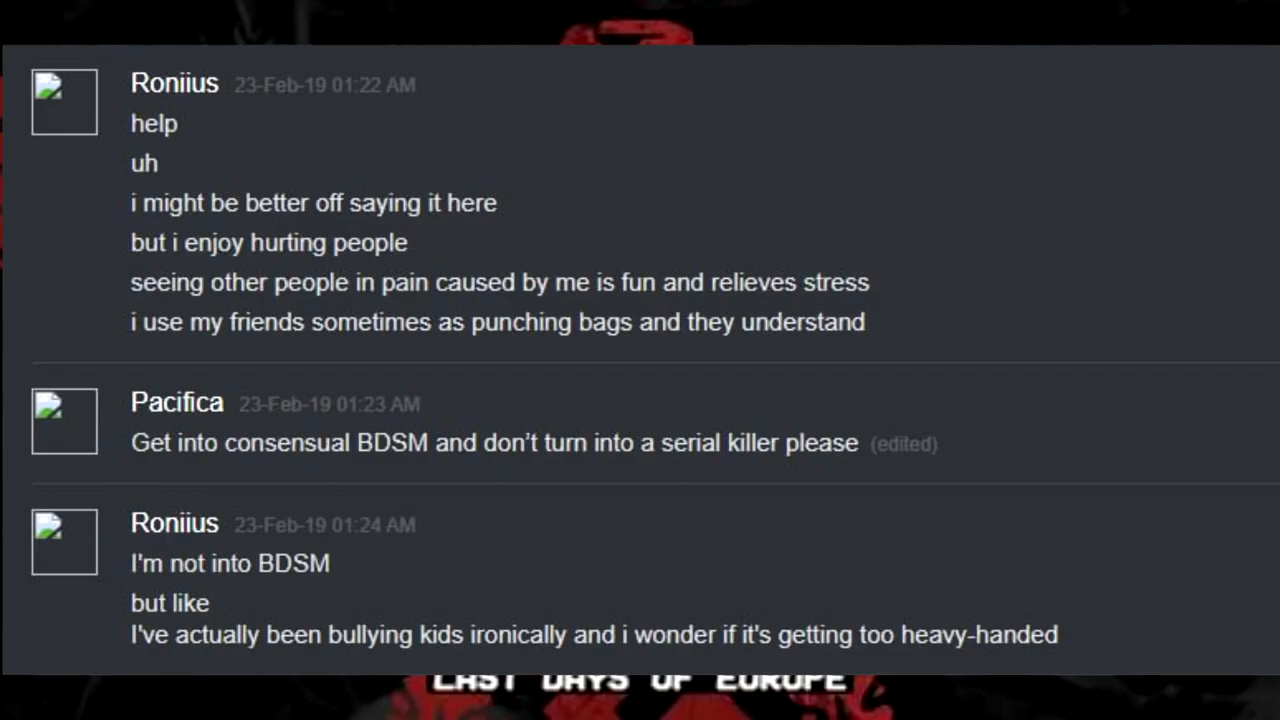 Roniius 23-Feb-19 01:22 AM
help
uh
i might be better off saying it here
but i enjoy hurting people
seeing other people in pain caused by me is fun and relieves stress
i use my friends sometimes as punching bags and they understand
Pacifica 23-Feb-19 01:23 AM
Get into consensual BDSM and don't turn into a serial killer please (edited)
Roniius 23-Feb-19 01:24 AM
I'm not into BDSM
but like
I've actually been bullying kids ironically and i wonder if it's getting too heavy-handed
LAST DAYS OF EUROPE